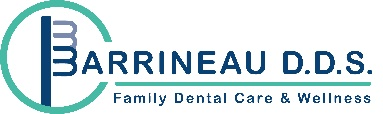 BARRINEAU D.D.S.
Family Dental Care & Wellness